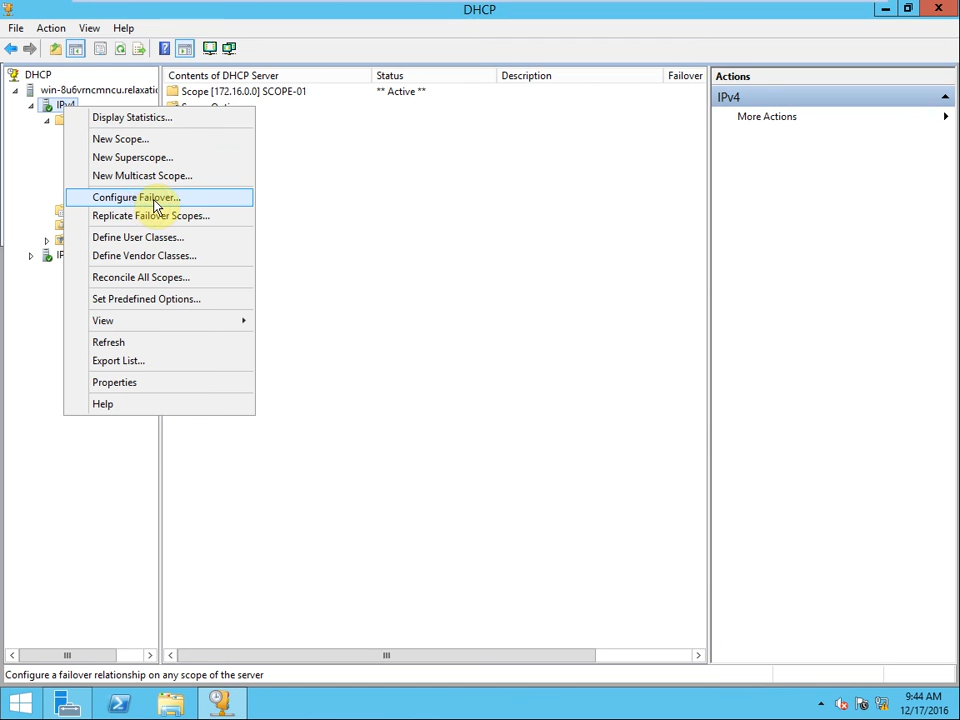 DHCP
File Action View Help
DHCP
win-8u6vrncmncu.relaxatic
IPv4
Contents of DHCP Server Status Description Failover
Scope [172.16.0.0] SCOPE-01 ** Active **
Actions
IPv4
More Actions
Display Statistics...
New Scope...
New Superscope...
New Multicast Scope...
Configure Failover...
Replicate Failover Scopes...
Define User Classes...
Define Vendor Classes...
Reconcile All Scopes...
Set Predefined Options...
View
Refresh
Export List...
Properties
Help
Configure a failover relationship on any scope of the server
9:44 AM
12/17/2016